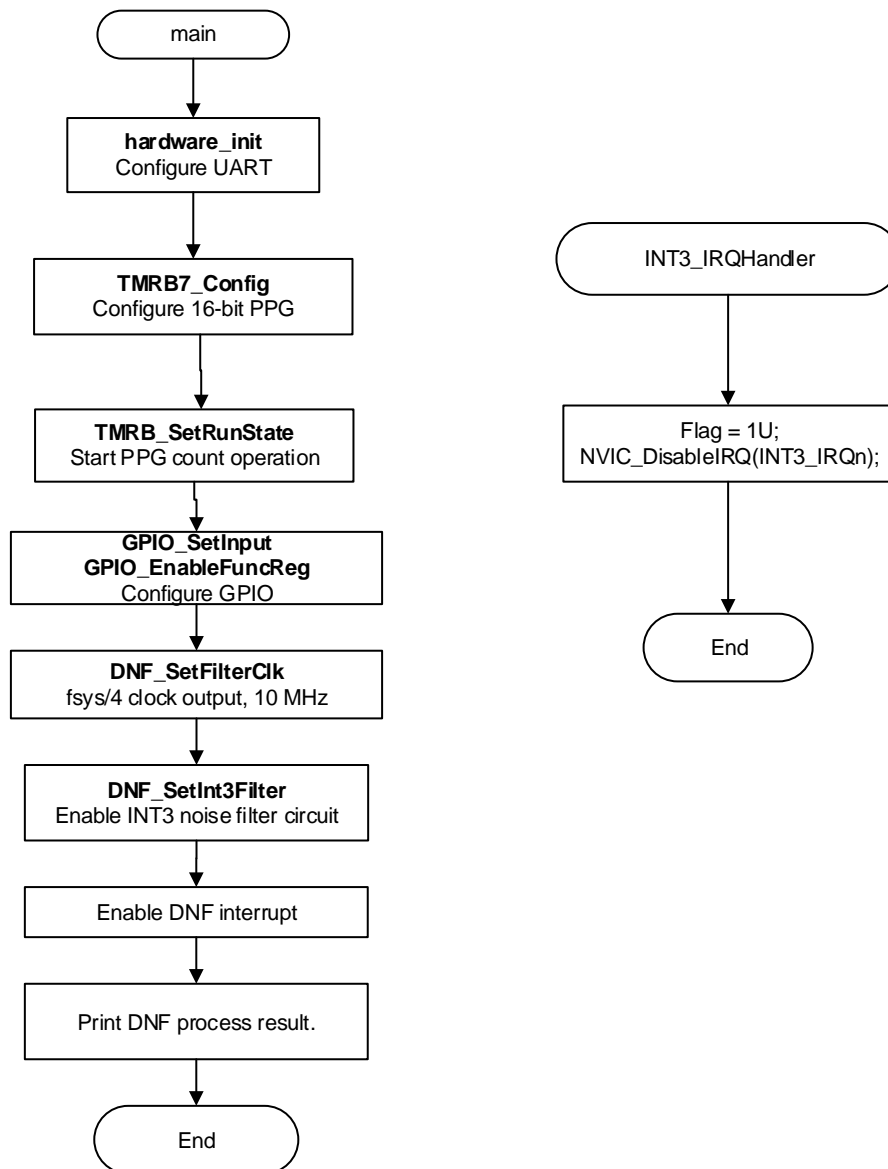 main
hardware_init
Configure UART
TMRB7_Config
Configure 16-bit PPG
TMRB_SetRunState
Start PPG count operation
GPIO_SetInput
GPIO_EnableFuncReg
Configure GPIO
DNF_SetFilterClk
fsys/4 clock output, 10 MHz
DNF_SetInt3Filter
Enable INT3 noise filter circuit
Enable DNF interrupt
Print DNF process result.
End
INT3_IRQHandler
Flag = 1U;
NVIC_DisableIRQ(INT3_IRQn);
End